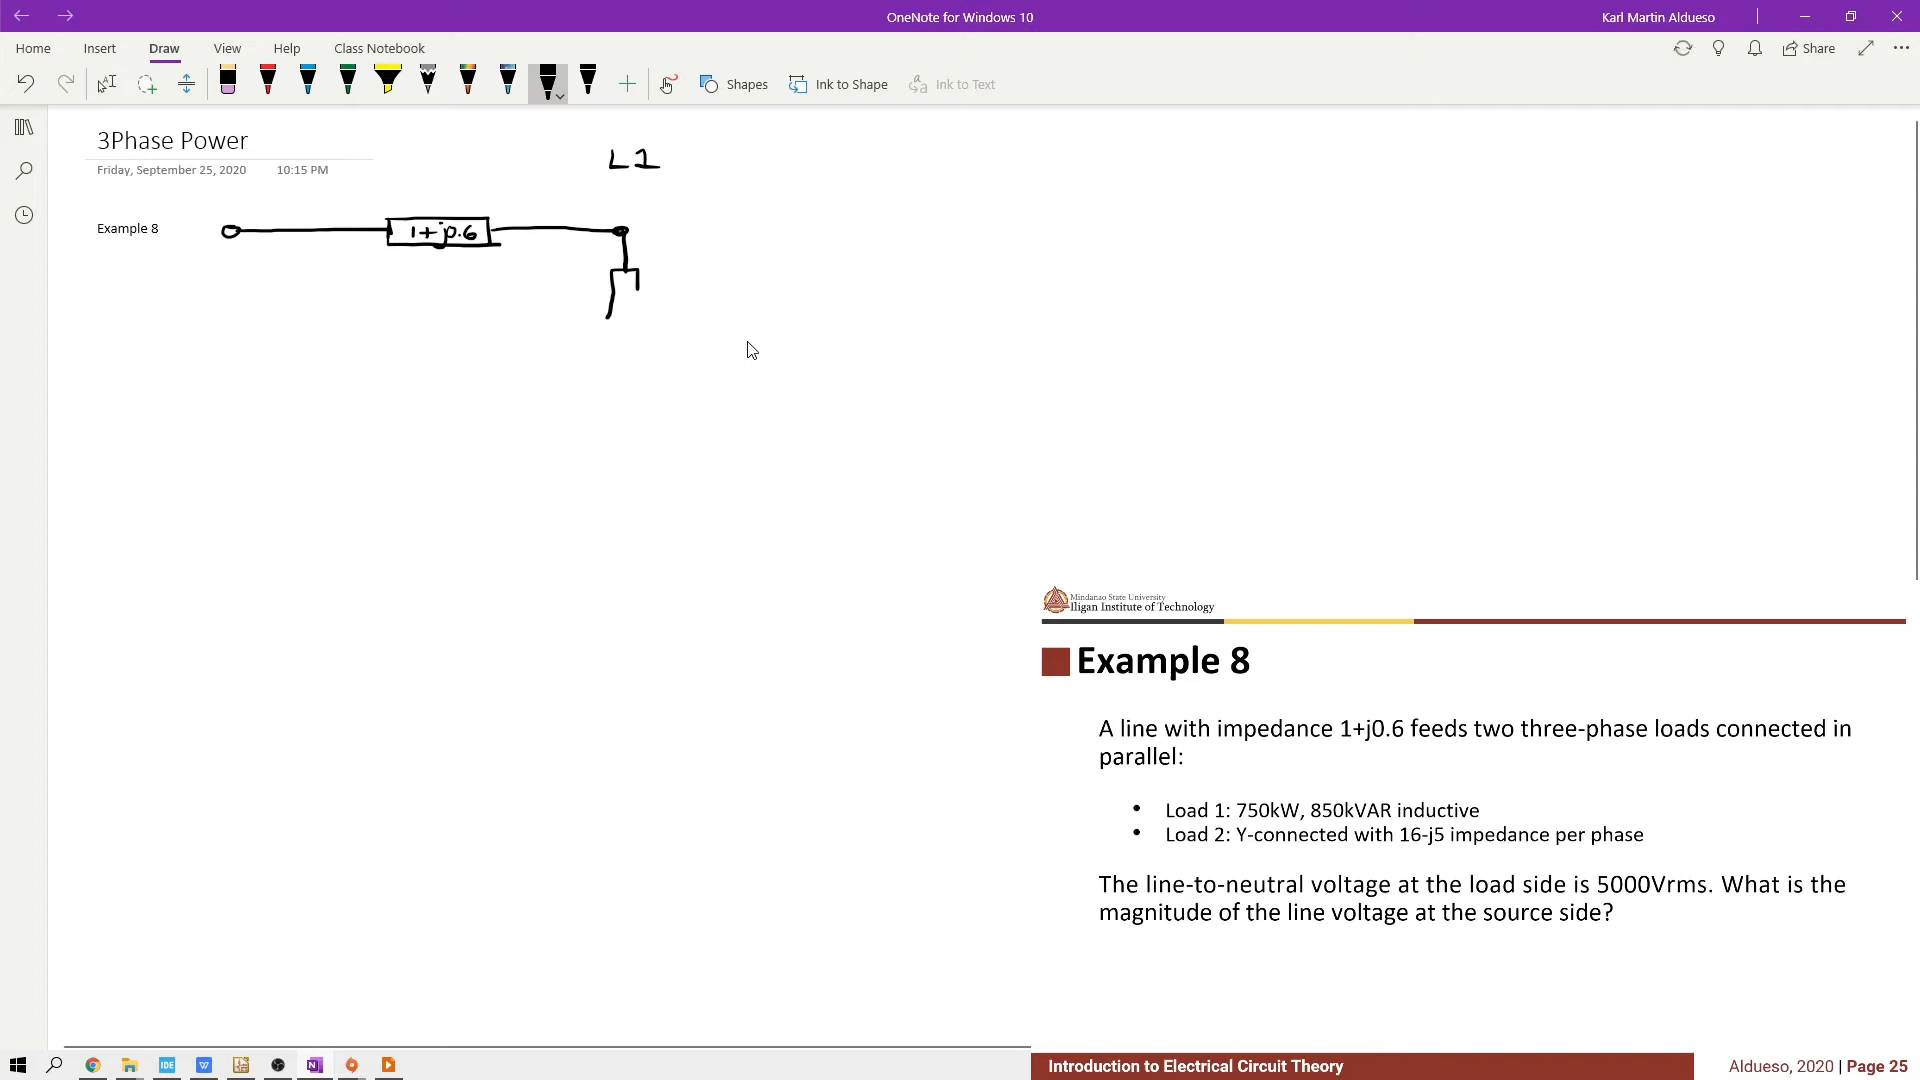 OneNote for Windows 10
Karl Martin Aldueso
Home Insert Draw View Help Class Notebook
Share
Shapes Ink to Shape Ink to Text
3Phase Power
Friday, September 25, 2020 10:15 PM
L1
Example 8
1+j0.6
Mindanao State University
Iligan Institute of Technology
Example 8
A line with impedance 1+j0.6 feeds two three-phase loads connected in
parallel:
• Load 1: 750kW, 850kVAR inductive
• Load 2: Y-connected with 16-j5 impedance per phase
The line-to-neutral voltage at the load side is 5000Vrms. What is the
magnitude of the line voltage at the source side?
IDE
W
N
Introduction to Electrical Circuit Theory
Aldueso, 2020 | Page 25